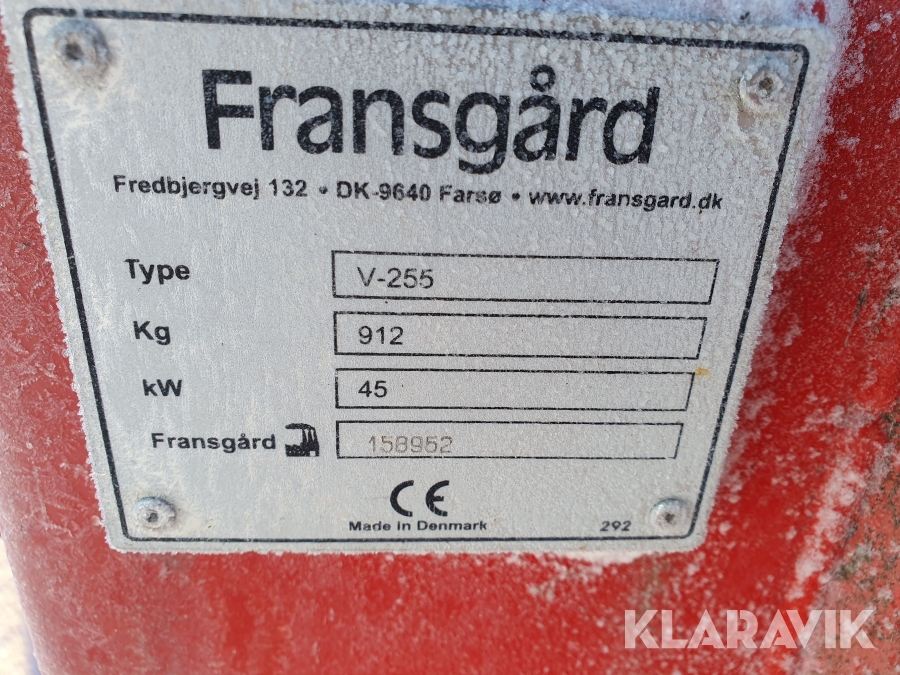 Fransgård
Fredbjergvej 132 • DK-9640 Farsø • www.fransgard.dk
Type V-255
Kg 912
kW 45
Fransgård 158952
CE
Made in Denmark 292
KLARAVIK